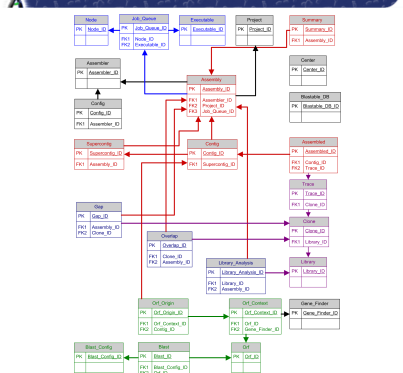 A
Node
PK Node_ID
Job_Queue
PK Job_Queue_ID
FK1 Node_ID
FK2 Executable_ID
Executable
PK Executable_ID
Project
PK Project_ID
Summary
PK Summary_ID
FK1 Assembly_ID
Assembler
PK Assembler_ID
Center
PK Center_ID
Assembly
PK Assembly_ID
FK1 Assembler_ID
FK2 Project_ID
FK3 Job_Queue_ID
Config
PK Config_ID
FK1 Assembler_ID
Blastable_DB
PK Blastable_DB_ID
Supercontig
PK Supercontig_ID
FK1 Assembly_ID
Contig
PK Contig_ID
FK1 Supercontig_ID
Assembled
PK Assembled_ID
FK1 Contig_ID
FK2 Trace_ID
Trace
PK Trace_ID
FK1 Clone_ID
Gap
PK Gap_ID
FK1 Assembly_ID
FK2 Clone_ID
Clone
PK Clone_ID
FK1 Library_ID
Overlap
PK Overlap_ID
FK1 Clone_ID
FK2 Assembly_ID
Library_Analysis
PK Library_Analysis_ID
FK1 Library_ID
FK2 Assembly_ID
Library
PK Library_ID
Orf_Origin
PK Orf_Origin_ID
FK1 Orf_Context_ID
FK2 Contig_ID
Orf_Context
PK Orf_Context_ID
FK1 Orf_ID
FK2 Gene_Finder_ID
Gene_Finder
PK Gene_Finder_ID
Blast_Config
PK Blast_Config_ID
Blast
PK Blast_ID
FK1 Blast_Config_ID
FK2 Orf_ID
Orf
PK Orf_ID